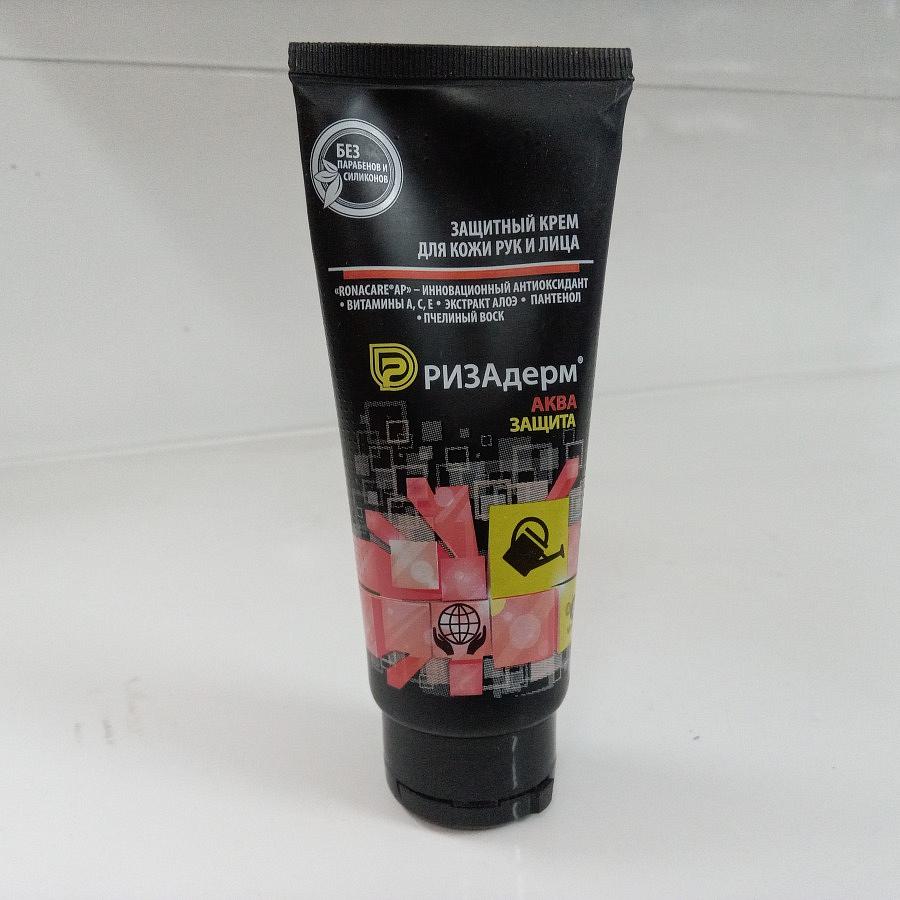 БЕЗ
ПАРАБЕНОВ И
СИЛИКОНОВ
ЗАЩИТНЫЙ КРЕМ
ДЛЯ КОЖИ РУК И ЛИЦА
«RONACARE®AP» – ИННОВАЦИОННЫЙ АНТИОКСИДАНТ
• ВИТАМИНЫ A, C, E • ЭКСТРАКТ АЛОЭ • ПАНТЕНОЛ
• ПЧЕЛИНЫЙ ВОСК
РИЗАдерм®
АКВА
ЗАЩИТА